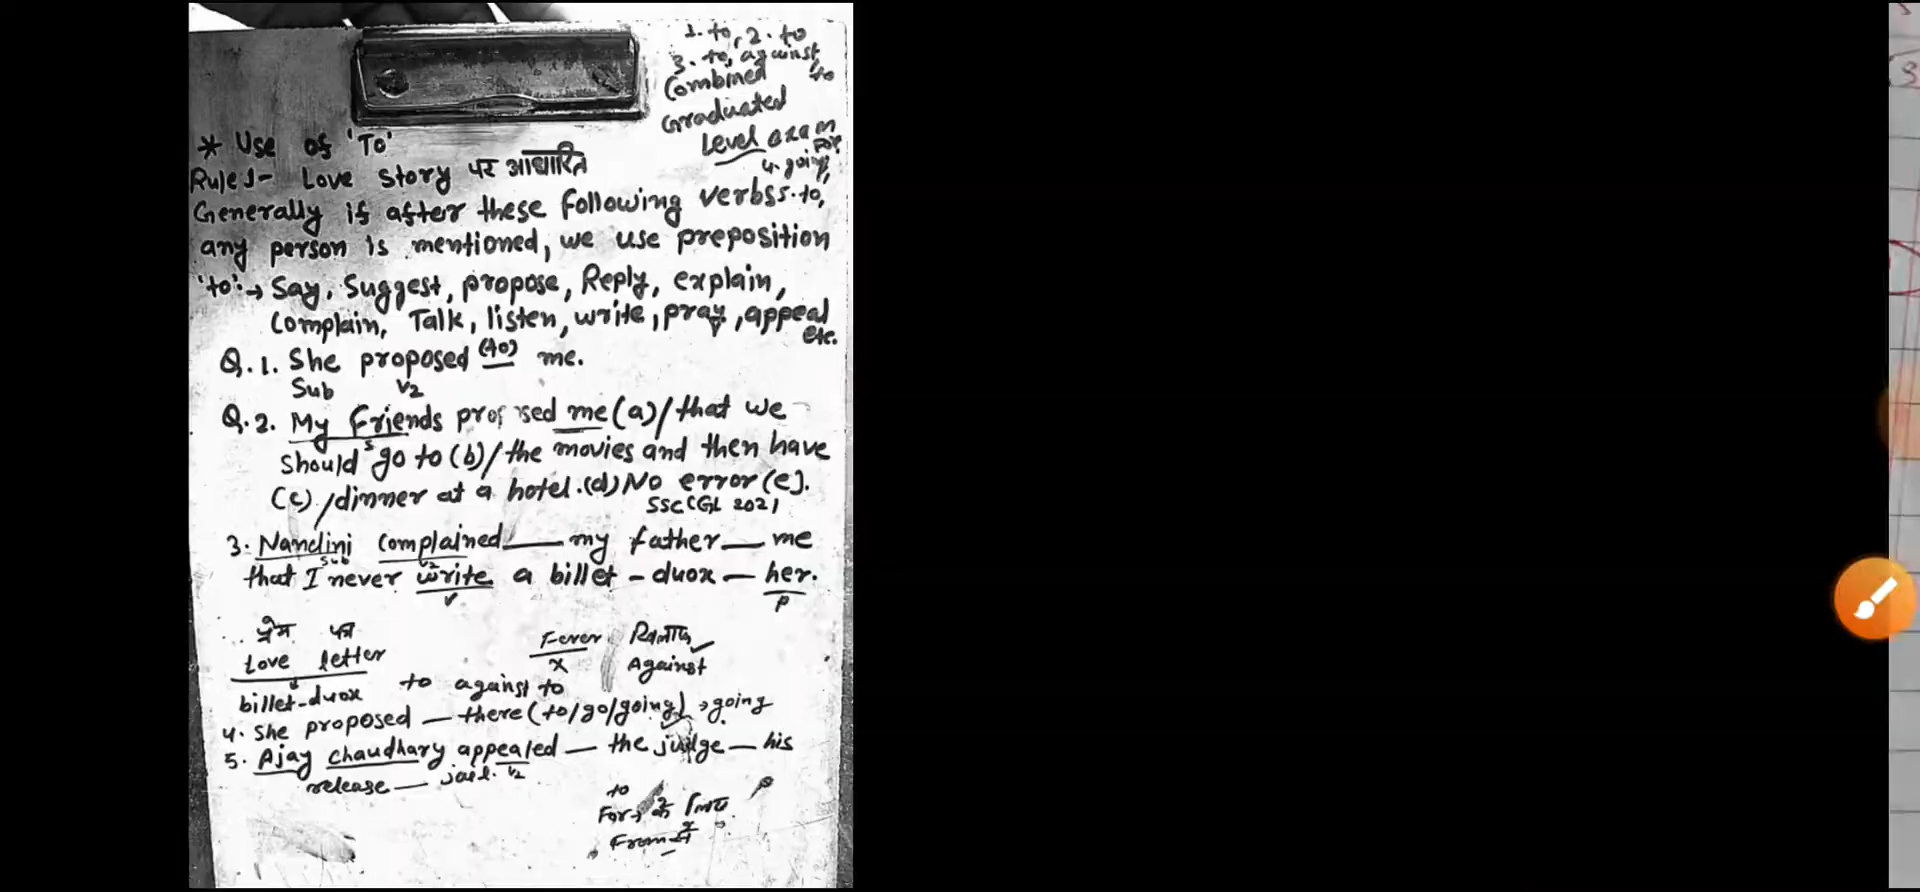 1. to, 2. to
3. to, against,
to
Combined
Graduated
Level exam
For
4. going,
* Use of 'To'
Rule 1- Love story पर आधारित
Generally if after these following verbs 5. to,
any person is mentioned, we use preposition
'to' → Say, Suggest, propose, Reply, explain,
Complain, Talk, listen, write, pray, appeal
etc.
Q.1. She proposed (to) me.
Sub V2
Q.2. My Friends proposed me (a)/that we
S
should go to (b)/the movies and then have
(c)/dinner at a hotel.(d) No error (e).
SSC CGL 2021
3. Nandini complained __ my father __ me
Sub V2
that I never write a billet-duox — her.
V P
प्रेम पत्र
Love letter
billet-duox
Fever x
Against
to against to
4. She proposed — there (to/go/going) → going
5. Ajay chaudhary appealed — the judge — his
V2
release — jail.
to
For → के लिए
From → से